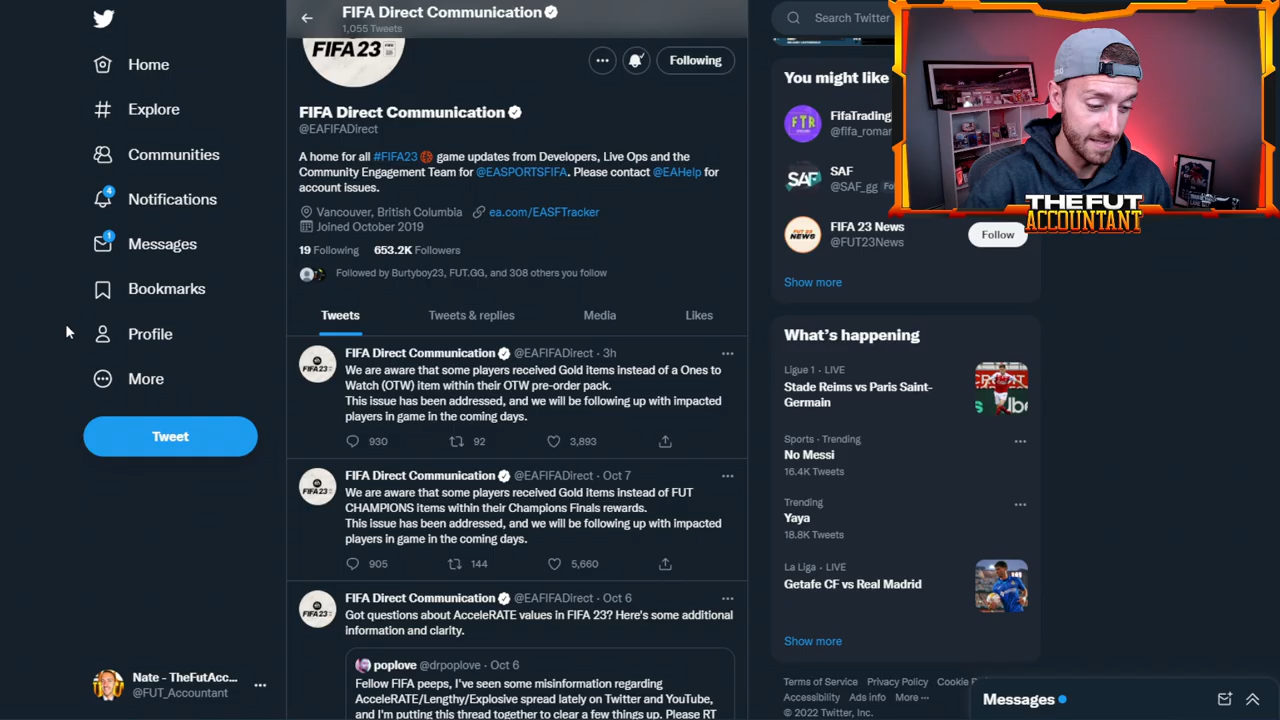 FIFA Direct Communication
1,055 Tweets
Search Twitter
Home
Explore
Communities
4
Notifications
1
Messages
Bookmarks
Profile
More
Tweet
Nate - TheFutAcc...
@FUT_Accountant
FIFA 23
Following
FIFA Direct Communication
@EAFIFADirect
A home for all #FIFA23 game updates from Developers, Live Ops and the
Community Engagement Team for @EASPORTSFIFA. Please contact @EAHelp for
account issues.
Vancouver, British Columbia ea.com/EASFTracker
Joined October 2019
19 Following 653.2K Followers
Followed by Burtyboy23, FUT.GG, and 308 others you follow
Tweets Tweets & replies Media Likes
FIFA Direct Communication @EAFIFADirect · 3h
We are aware that some players received Gold items instead of a Ones to
Watch (OTW) item within their OTW pre-order pack.
This issue has been addressed, and we will be following up with impacted
players in game in the coming days.
930 92 3,893
FIFA Direct Communication @EAFIFADirect · Oct 7
We are aware that some players received Gold items instead of FUT
CHAMPIONS items within their Champions Finals rewards.
This issue has been addressed, and we will be following up with impacted
players in game in the coming days.
905 144 5,660
FIFA Direct Communication @EAFIFADirect · Oct 6
Got questions about AcceleRATE values in FIFA 23? Here's some additional
information and clarity.
poplove @drpoplove · Oct 6
Fellow FIFA peeps, I've seen some misinformation regarding
AcceleRATE/Lengthy/Explosive spread lately on Twitter and YouTube,
and I'm putting this thread together to clear a few things up. Please RT
You might like
FTR
FifaTrading
@fifa_romar
SAF
SAF
@SAF_gg
FUT 23
NEWS
FIFA 23 News
@FUT23News
Follow
Show more
What's happening
Ligue 1 · LIVE
Stade Reims vs Paris Saint-
Germain
Sports · Trending
No Messi
16.4K Tweets
Trending
Yaya
18.8K Tweets
La Liga · LIVE
Getafe CF vs Real Madrid
Show more
Terms of Service Privacy Policy Cookie P
Accessibility Ads info More ···
© 2022 Twitter, Inc.
Messages
THE FUT
ACCOUNTANT